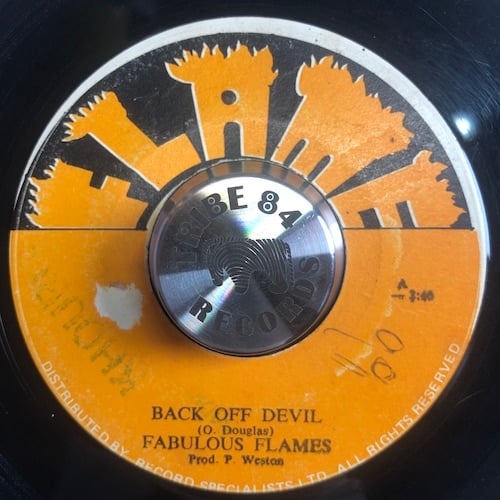 FLAME
TRIBE 84
RECORDS
A
3:40
BACK OFF DEVIL
(O. Douglas)
FABULOUS FLAMES
Prod. P. Weston
DISTRIBUTED BY RECORD SPECIALISTS LTD. ALL RIGHTS RESERVED